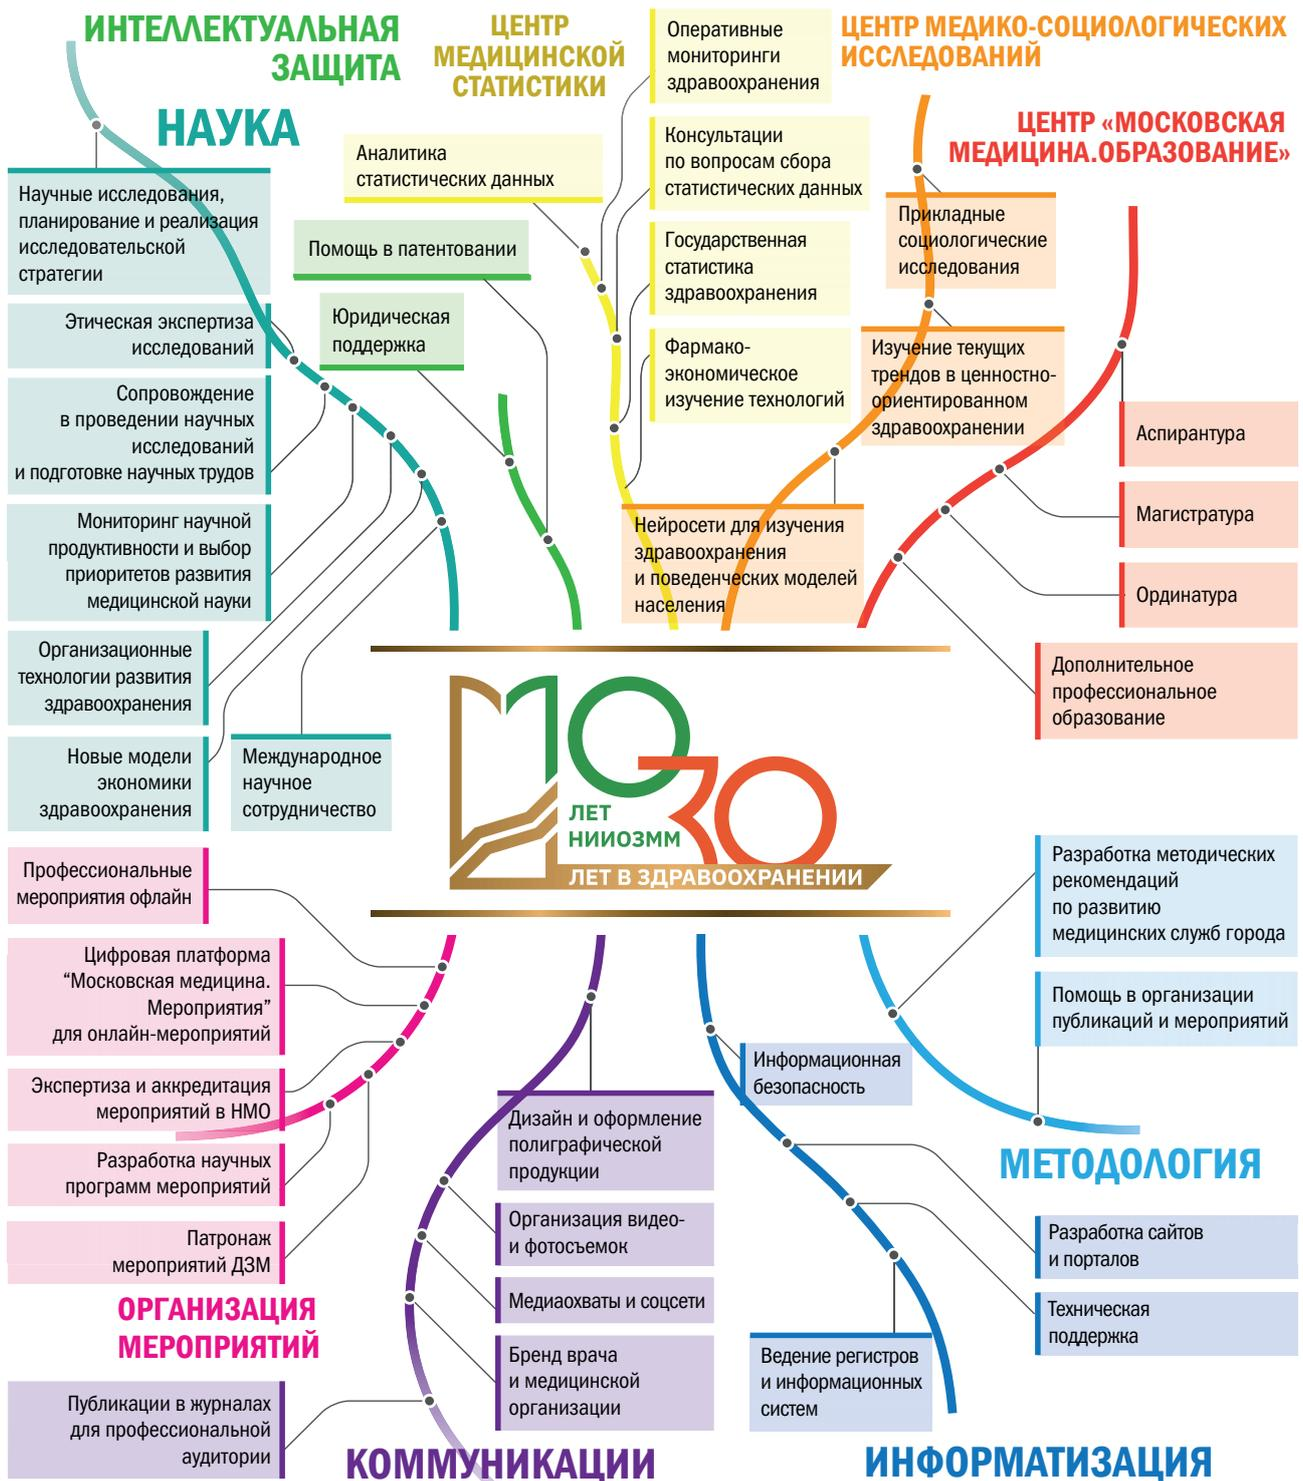 ИНТЕЛЛЕКТУАЛЬНАЯ
ЗАЩИТА
ЦЕНТР
МЕДИЦИНСКОЙ
СТАТИСТИКИ
ЦЕНТР МЕДИКО-СОЦИОЛОГИЧЕСКИХ
ИССЛЕДОВАНИЙ
ЦЕНТР «МОСКОВСКАЯ
МЕДИЦИНА.ОБРАЗОВАНИЕ»
НАУКА
Научные исследования,
планирование и реализация
исследовательской
стратегии
Этическая экспертиза
исследований
Сопровождение
в проведении научных
исследований
и подготовке научных трудов
Мониторинг научной
продуктивности и выбор
приоритетов развития
медицинской науки
Организационные
технологии развития
здравоохранения
Новые модели
экономики
здравоохранения
Международное
научное
сотрудничество
Помощь в патентовании
Юридическая
поддержка
Аналитика
статистических данных
Оперативные
мониторинги
здравоохранения
Консультации
по вопросам сбора
статистических данных
Государственная
статистика
здравоохранения
Фармако-
экономическое
изучение технологий
Прикладные
социологические
исследования
Изучение текущих
трендов в ценностно-
ориентированном
здравоохранении
Нейросети для изучения
здравоохранения
и поведенческих моделей
населения
Аспирантура
Магистратура
Ординатура
Дополнительное
профессиональное
образование
10
ЛЕТ
НИИОЗММ
30
ЛЕТ В ЗДРАВООХРАНЕНИИ
Профессиональные
мероприятия офлайн
Цифровая платформа
“Московская медицина.
Мероприятия”
для онлайн-мероприятий
Экспертиза и аккредитация
мероприятий в НМО
Разработка научных
программ мероприятий
Патронаж
мероприятий ДЗМ
ОРГАНИЗАЦИЯ
МЕРОПРИЯТИЙ
Публикации в журналах
для профессиональной
аудитории
Дизайн и оформление
полиграфической
продукции
Организация видео-
и фотосъемок
Медиаохваты и соцсети
Бренд врача
и медицинской
организации
КОММУНИКАЦИИ
Информационная
безопасность
Разработка сайтов
и порталов
Техническая
поддержка
Ведение регистров
и информационных
систем
ИНФОРМАТИЗАЦИЯ
Разработка методических
рекомендаций
по развитию
медицинских служб города
Помощь в организации
публикаций и мероприятий
МЕТОДОЛОГИЯ